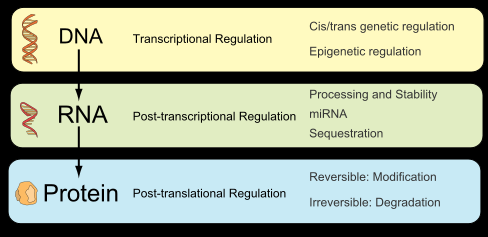 DNA
Transcriptional Regulation
Cis/trans genetic regulation
Epigenetic regulation
RNA
Post-transcriptional Regulation
Processing and Stability
miRNA
Sequestration
Protein
Post-translational Regulation
Reversible: Modification
Irreversible: Degradation